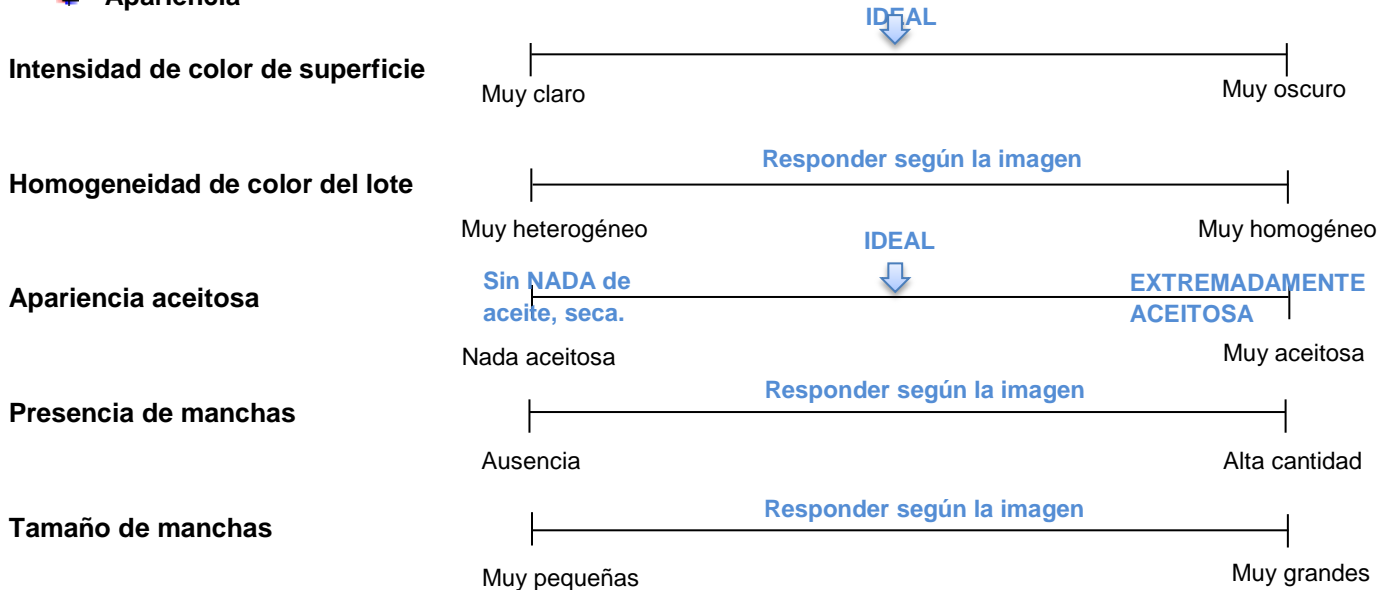 Apariencia
IDEAL
Intensidad de color de superficie
Muy claro
Muy oscuro
Responder según la imagen
Homogeneidad de color del lote
Muy heterogéneo
Muy homogéneo
IDEAL
Apariencia aceitosa
Sin NADA de
aceite, seca.
EXTREMADAMENTE
ACEITOSA
Nada aceitosa
Muy aceitosa
Responder según la imagen
Presencia de manchas
Ausencia
Alta cantidad
Responder según la imagen
Tamaño de manchas
Muy pequeñas
Muy grandes